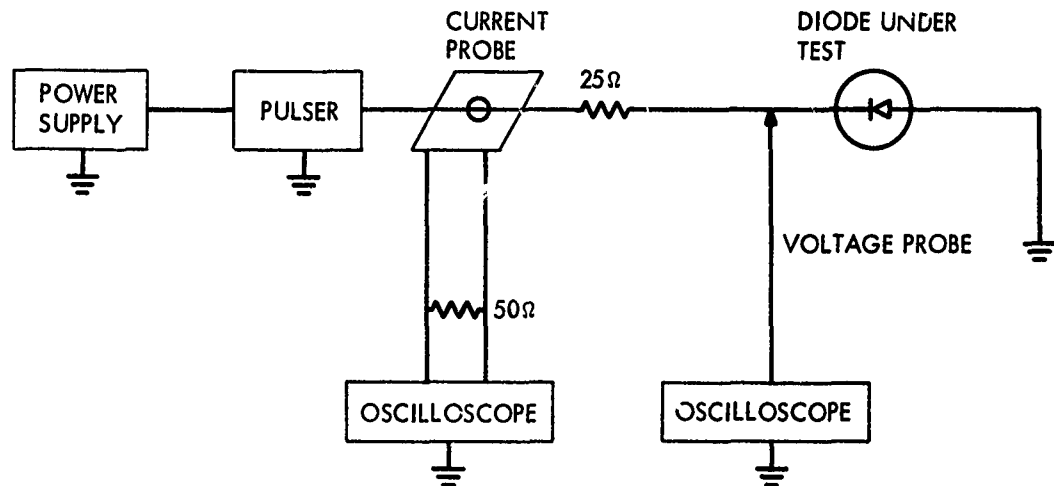 CURRENT
PROBE
DIODE UNDER
TEST
POWER
SUPPLY
PULSER
25Ω
VOLTAGE PROBE
50Ω
OSCILLOSCOPE
OSCILLOSCOPE